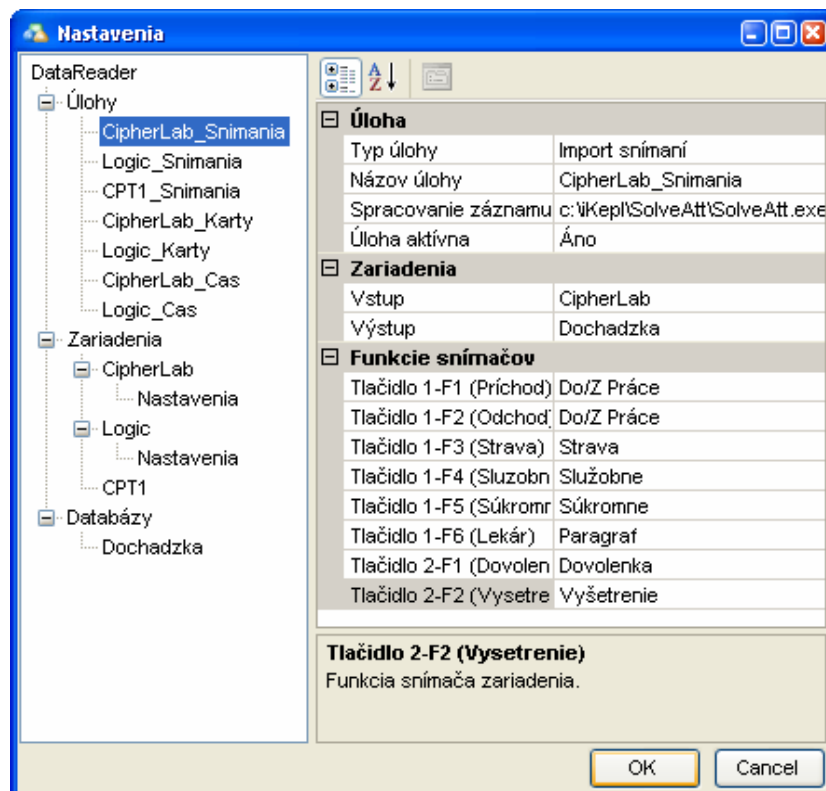 Nastavenia
DataReader
Úlohy
CipherLab_Snimania
Logic_Snimania
CPT1_Snimania
CipherLab_Karty
Logic_Karty
CipherLab_Cas
Logic_Cas
Zariadenia
CipherLab
Nastavenia
Logic
Nastavenia
CPT1
Databázy
Dochadzka
Úloha
Typ úlohy Import snímaní
Názov úlohy CipherLab_Snimania
Spracovanie záznamu c:\iKepl\SolveAtt\SolveAtt.exe
Úloha aktívna Áno
Zariadenia
Vstup CipherLab
Výstup Dochadzka
Funkcie snímačov
Tlačidlo 1-F1 (Príchod) Do/Z Práce
Tlačidlo 1-F2 (Odchod) Do/Z Práce
Tlačidlo 1-F3 (Strava) Strava
Tlačidlo 1-F4 (Sluzobn Služobne
Tlačidlo 1-F5 (Súkromr Súkromne
Tlačidlo 1-F6 (Lekár) Paragraf
Tlačidlo 2-F1 (Dovolen Dovolenka
Tlačidlo 2-F2 (Vysetre Vyšetrenie
Tlačidlo 2-F2 (Vysetrenie)
Funkcia snímača zariadenia.
OK Cancel